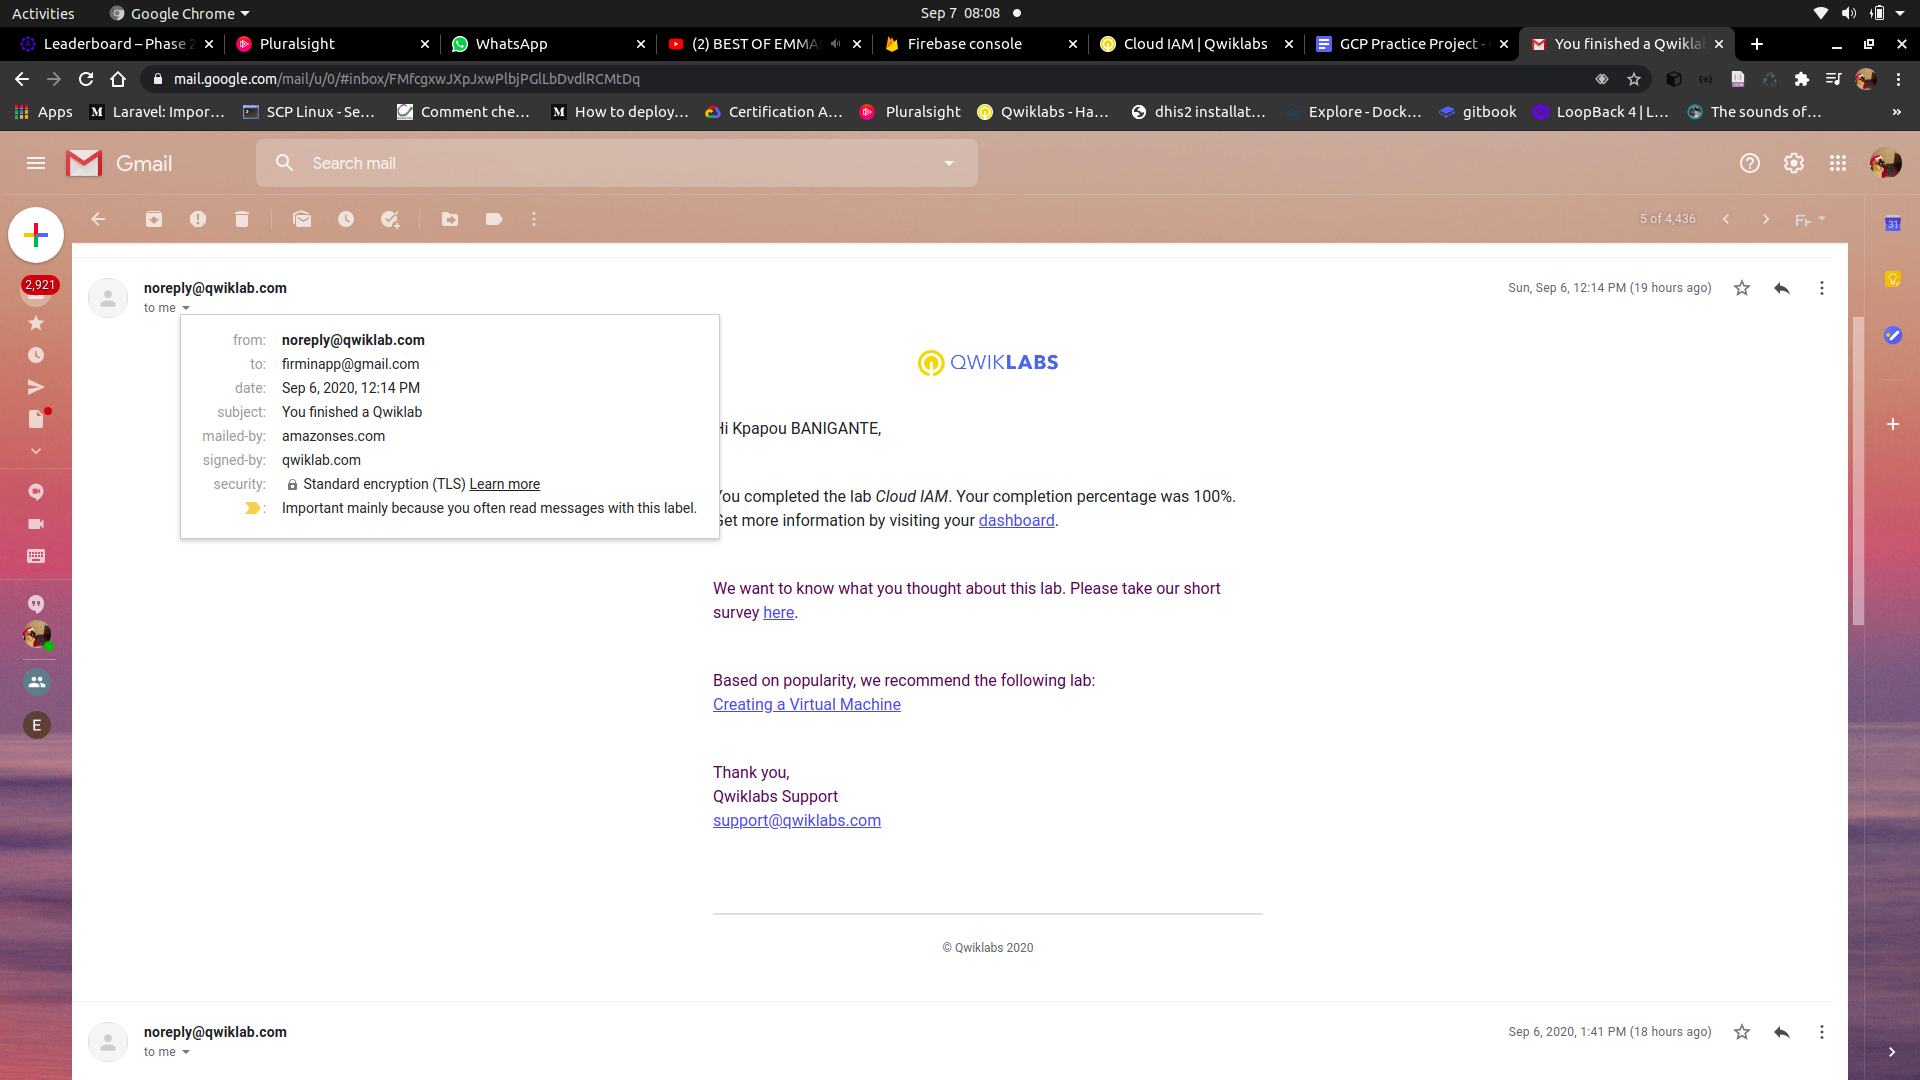 Activities Google Chrome Sep 7 08:08
Leaderboard – Phase 2 Pluralsight WhatsApp (2) BEST OF EMMA Firebase console Cloud IAM | Qwiklabs GCP Practice Project - You finished a Qwikla
mail.google.com/mail/u/0/#inbox/FMfcgxwJXpJxwPlbjPGlLbDvdlRCMtDq
Apps Laravel: Impor… SCP Linux - Se… Comment che… How to deploy,… Certification A… Pluralsight Qwiklabs - Ha… dhis2 installat… Explore - Dock… gitbook LoopBack 4 | L… The sounds of… »
Gmail Search mail
5 of 4,436
31
2,921
noreply@qwiklab.com Sun, Sep 6, 12:14 PM (19 hours ago)
to me
from: noreply@qwiklab.com
to: firminapp@gmail.com
date: Sep 6, 2020, 12:14 PM
subject: You finished a Qwiklab
mailed-by: amazonses.com
signed-by: qwiklab.com
security: Standard encryption (TLS) Learn more
: Important mainly because you often read messages with this label.
QWIKLABS
Hi Kpapou BANIGANTE,
You completed the lab Cloud IAM. Your completion percentage was 100%.
Get more information by visiting your dashboard.
We want to know what you thought about this lab. Please take our short
survey here.
Based on popularity, we recommend the following lab:
Creating a Virtual Machine
E
Thank you,
Qwiklabs Support
support@qwiklabs.com
© Qwiklabs 2020
noreply@qwiklab.com Sep 6, 2020, 1:41 PM (18 hours ago)
to me